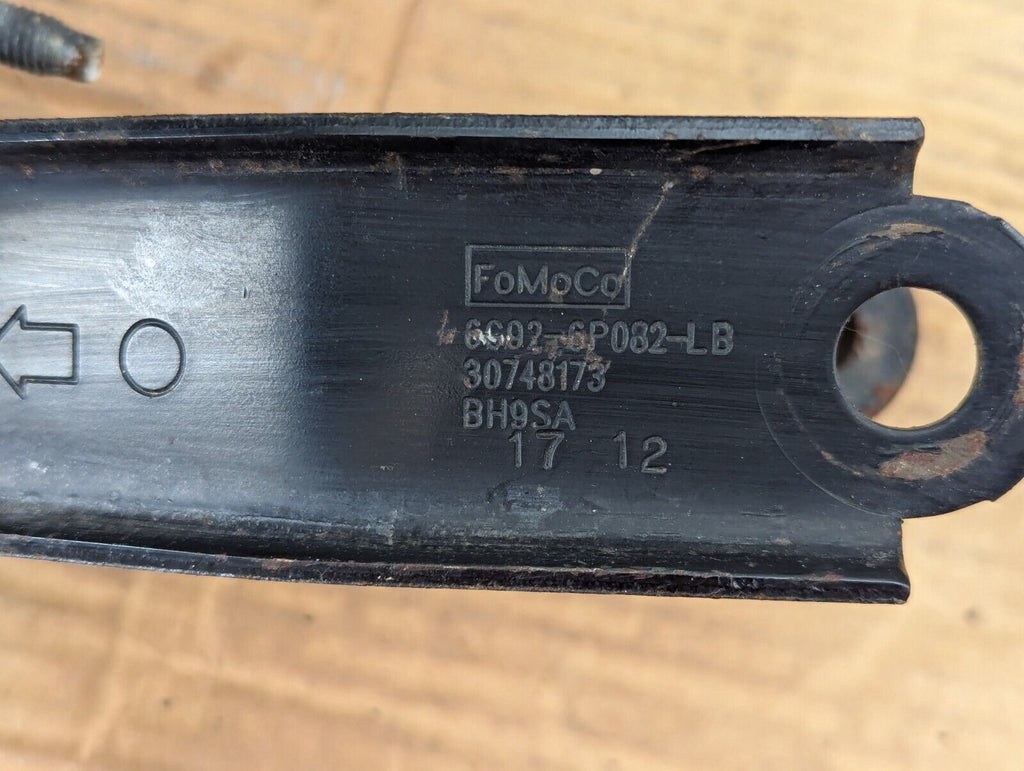 FoMoCo
6G92-6P082-LB
30748173
BH9SA
17 12